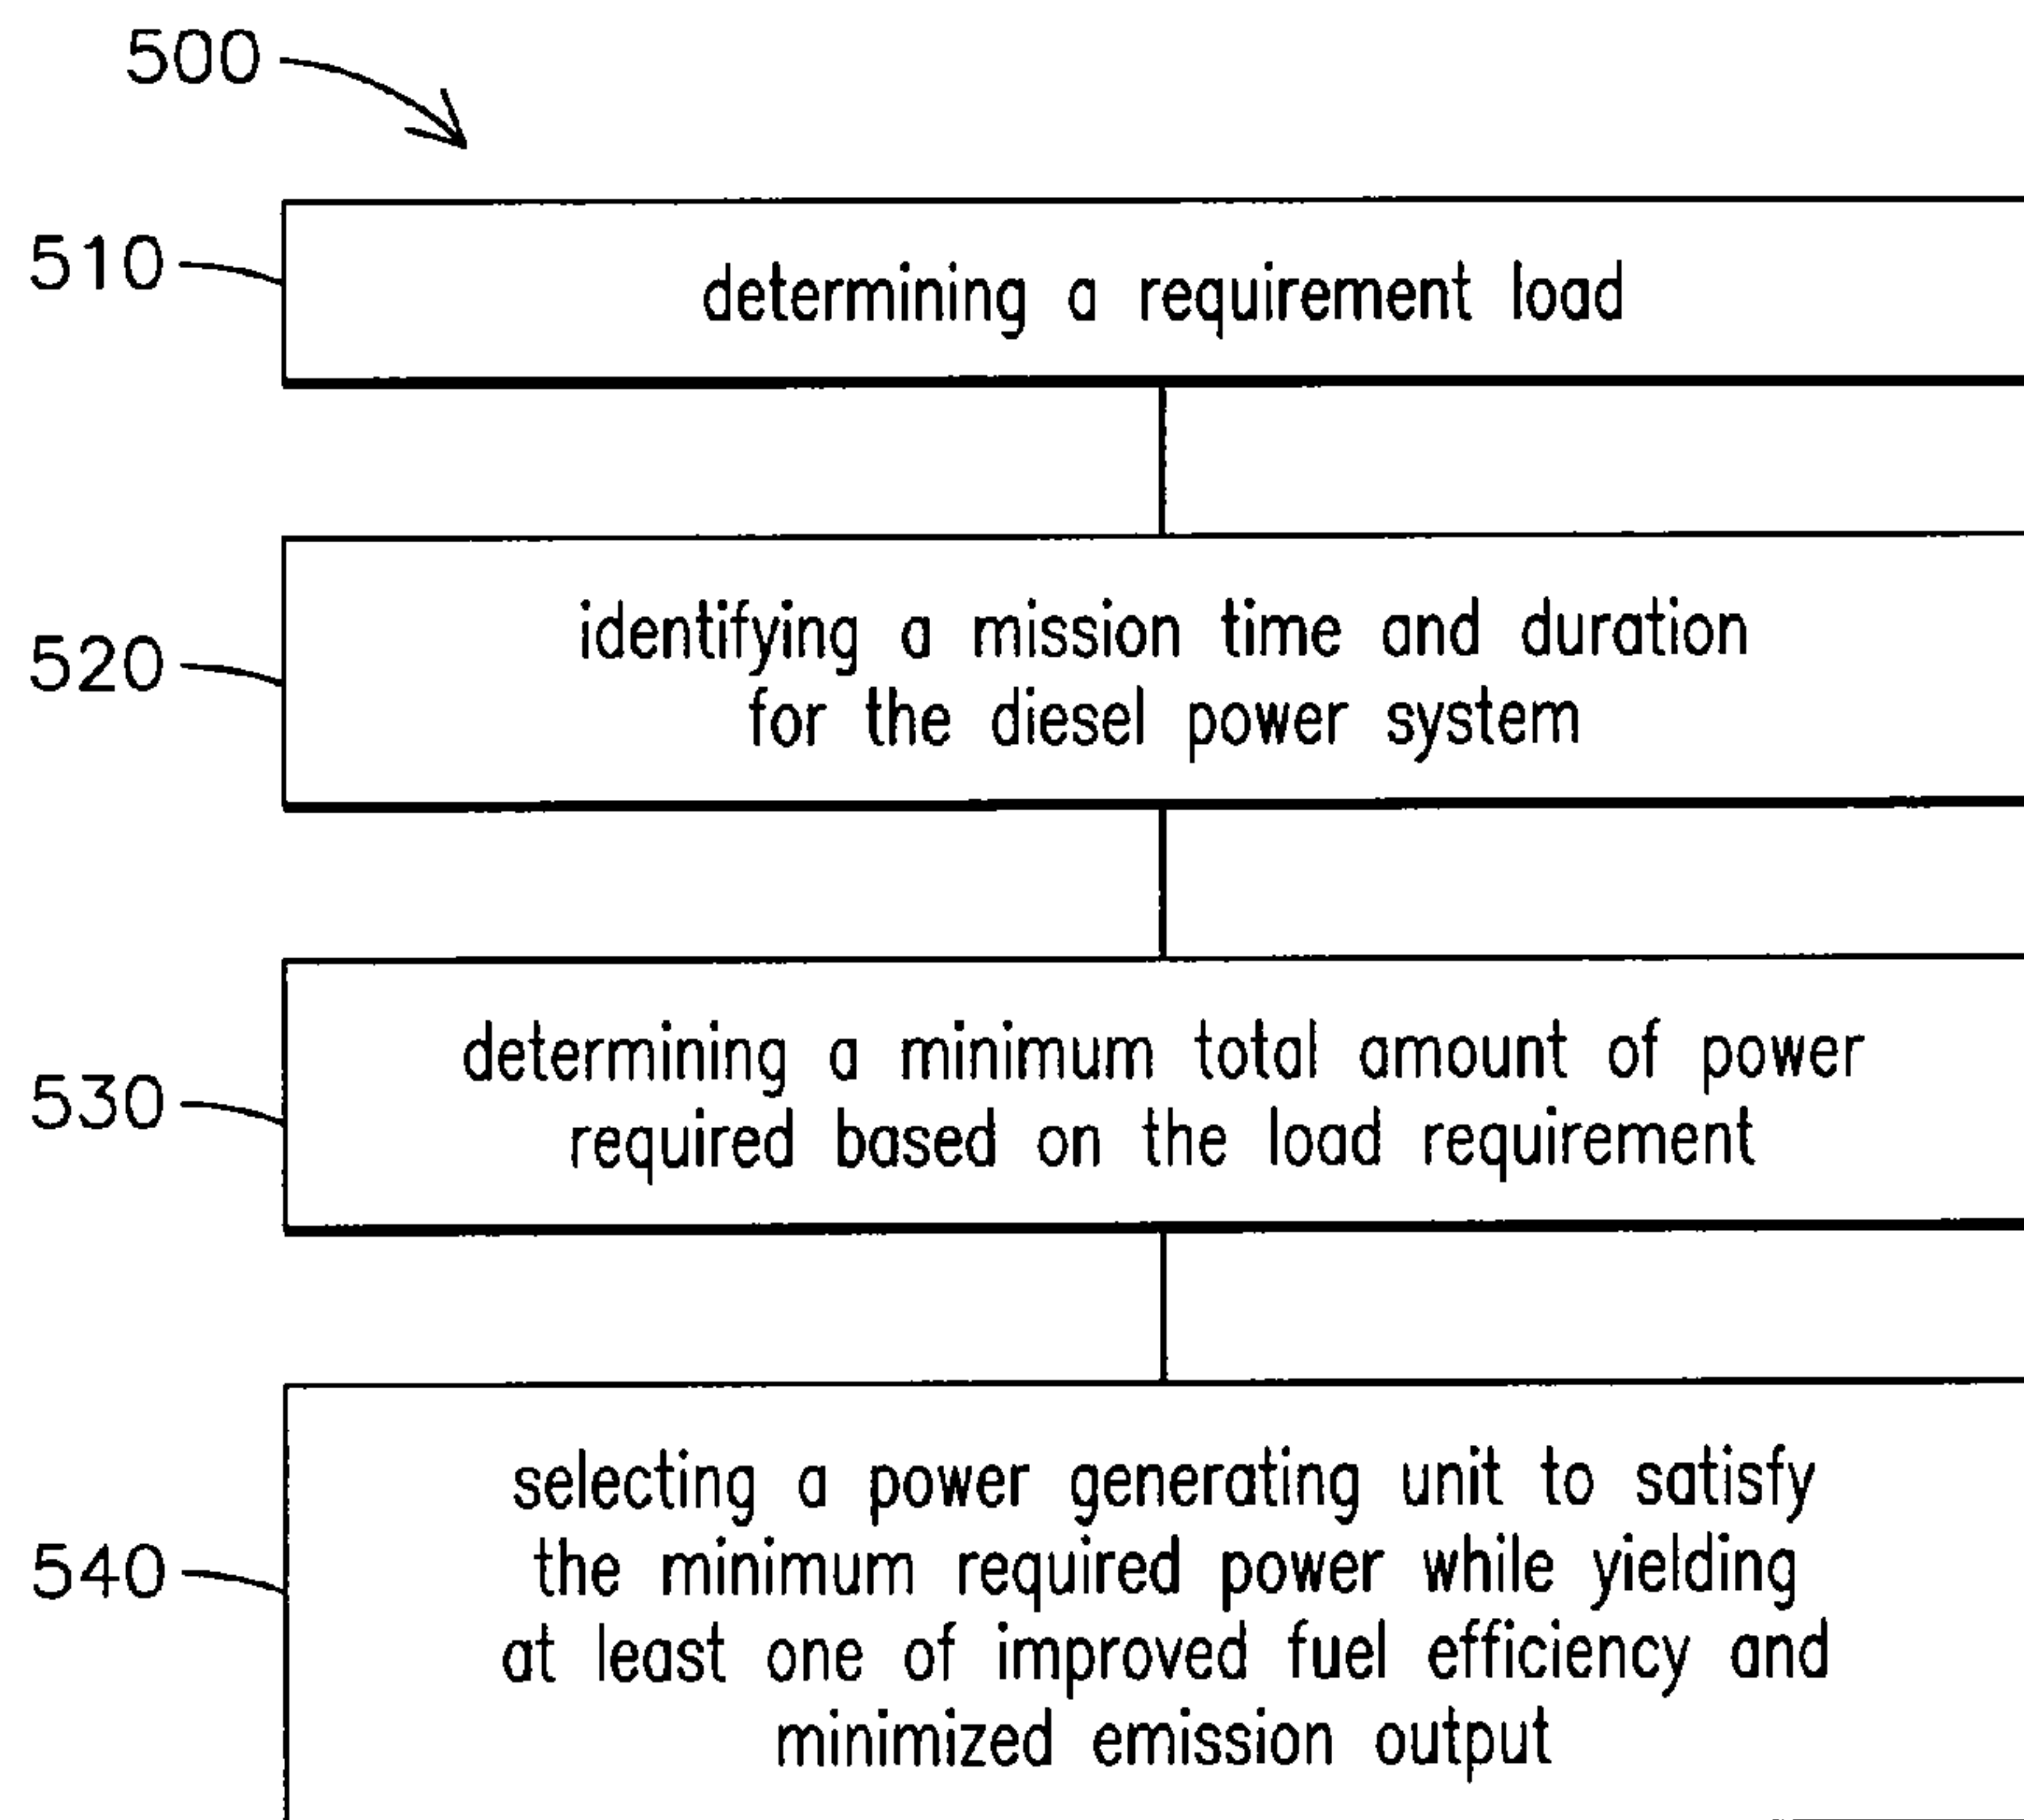 500
510
determining a requirement load
520
identifying a mission time and duration
for the diesel power system
530
determining a minimum total amount of power
required based on the load requirement
540
selecting a power generating unit to satisfy
the minimum required power while yielding
at least one of improved fuel efficiency and
minimized emission output